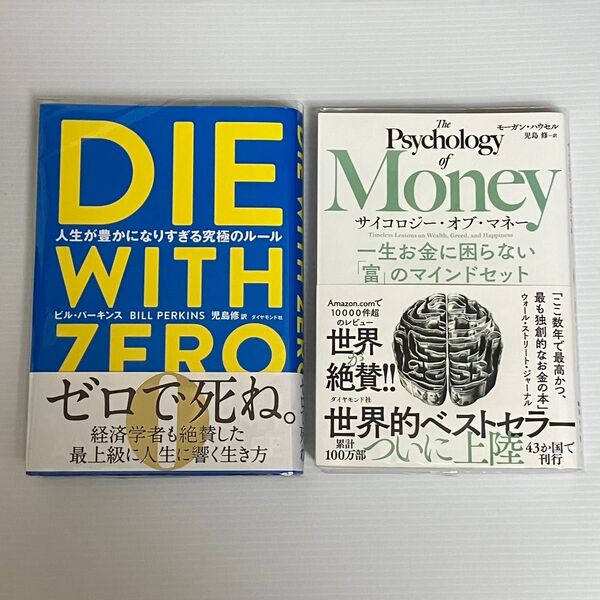 DIE
人生が豊かになりすぎる究極のルール
WITH
ビル・パーキンス BILL PERKINS 児島修 訳 ダイヤモンド社
ZERO
ゼロで死ね。
経済学者も絶賛した
最上級に人生に響く生き方
DIE WITH ZERO
The
Psychology
of
Money
モーガン・ハウセル
児島 修=訳
サイコロジー・オブ・マネー
Timeless Lessons on Wealth, Greed, and Happiness
一生お金に困らない
「富」のマインドセット
Amazon.comで
10000件超
のレビュー
世界
が
絶賛!!
ダイヤモンド社
「ここ数年で最高かつ、
最も独創的なお金の本」
ウォール・ストリート・ジャーナル
世界的ベストセラー
累計
100万部
ついに上陸
43か国で
刊行